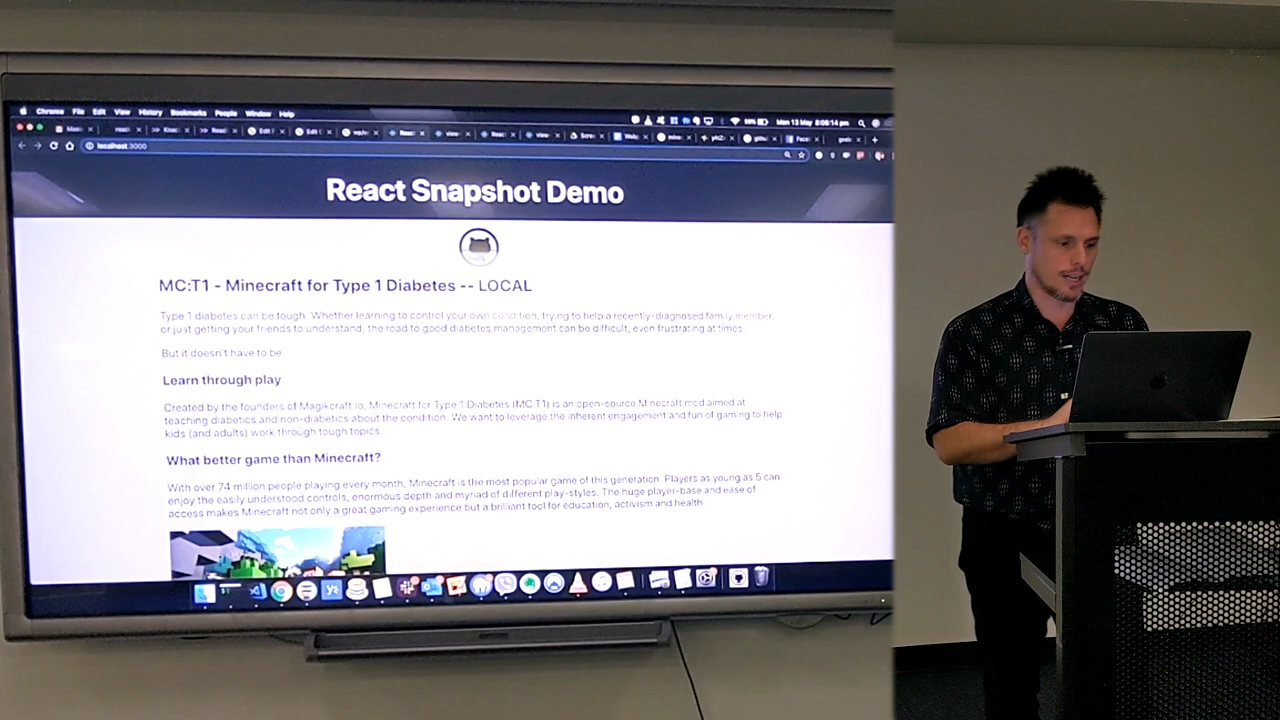 Chrome File Edit View History Bookmarks People Window Help
Mon 13 May 8:06:14 pm
localhost:3000
React Snapshot Demo
MC:T1 - Minecraft for Type 1 Diabetes -- LOCAL
Type 1 diabetes can be tough. Whether learning to control your own condition, trying to help a recently-diagnosed family member,
or just getting your friends to understand, the road to good diabetes management can be difficult, even frustrating at times.
But it doesn't have to be.
Learn through play
Created by the founders of Magikcraft.io, Minecraft for Type 1 Diabetes (MC:T1) is an open-source Minecraft mod aimed at
teaching diabetics and non-diabetics about the condition. We want to leverage the inherent engagement and fun of gaming to help
kids (and adults) work through tough topics.
What better game than Minecraft?
With over 74 million people playing every month, Minecraft is the most popular game of this generation. Players as young as 5 can
enjoy the easily understood controls, enormous depth and myriad of different play-styles. The huge player-base and ease of
access makes Minecraft not only a great gaming experience but a brilliant tool for education, activism and health.